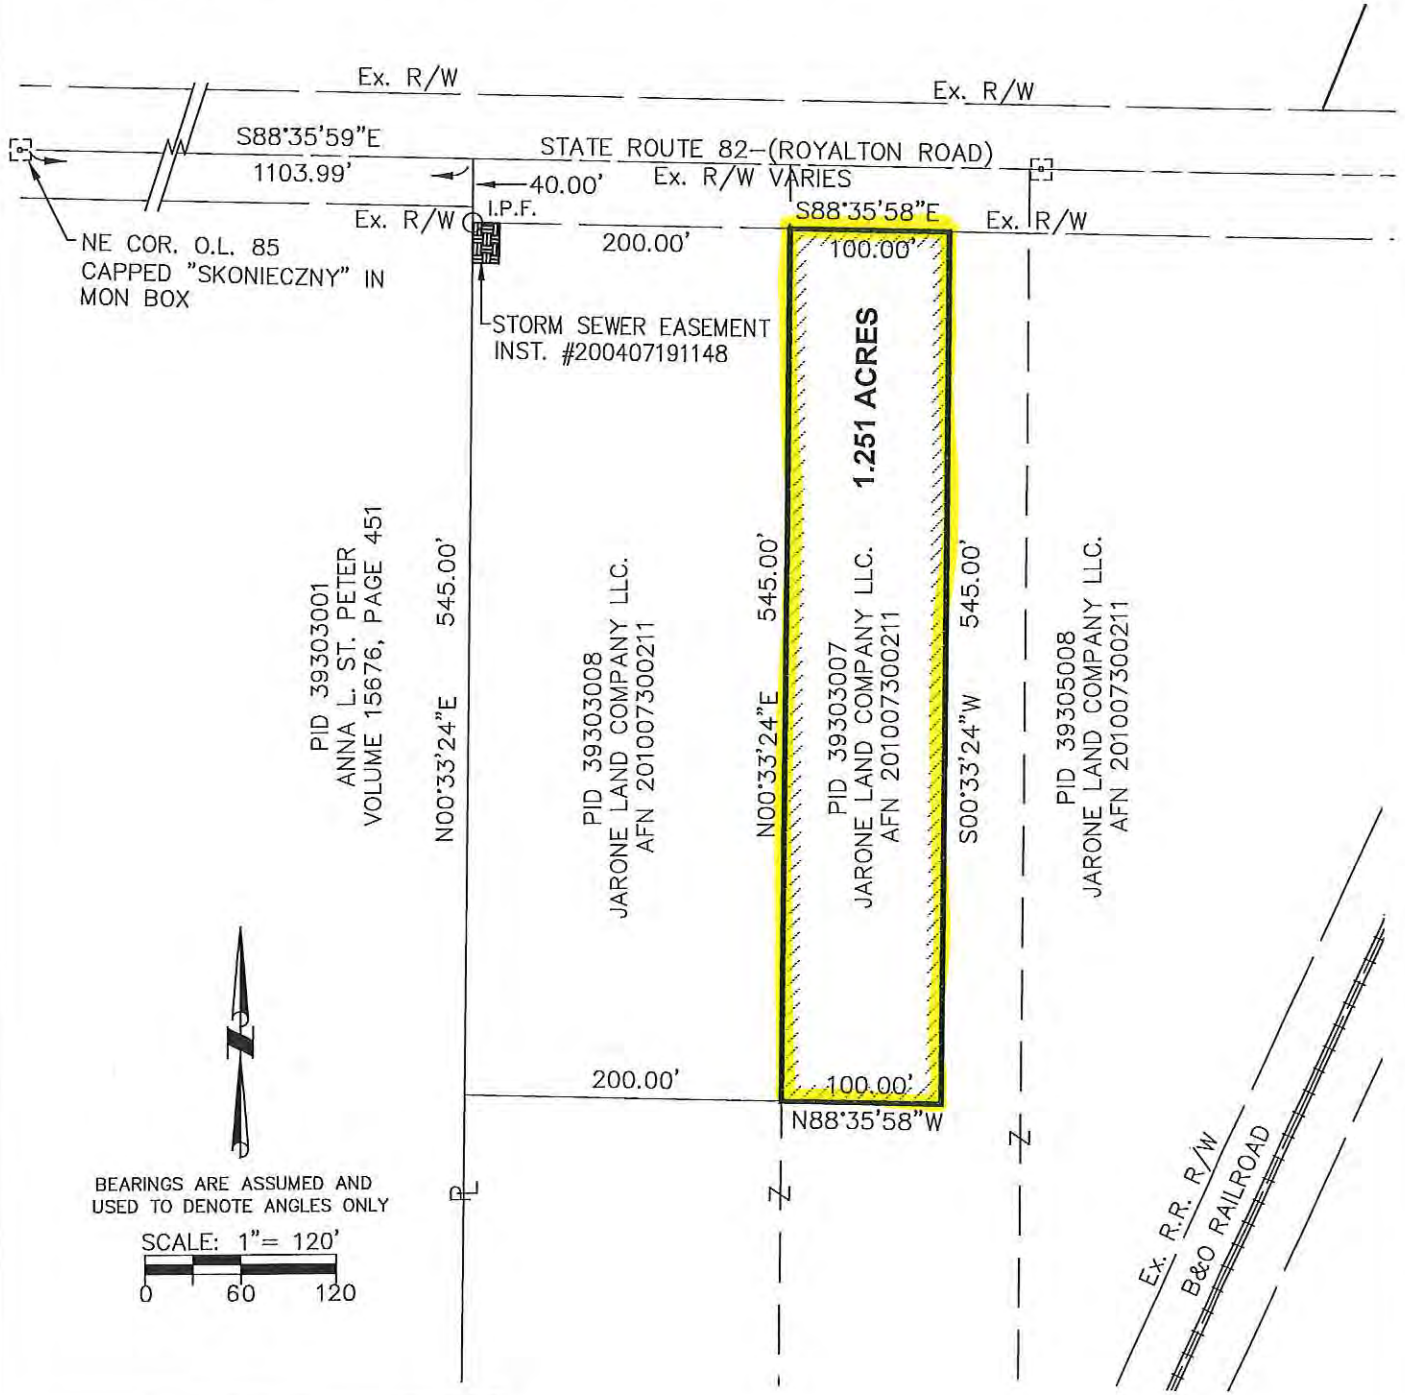 Ex. R/W
Ex. R/W
S88°35'59"E
1103.99'
STATE ROUTE 82-(ROYALTON ROAD)
Ex. R/W VARIES
40.00'
I.P.F.
Ex. R/W
S88°35'58"E
Ex. R/W
200.00'
100.00'
NE COR. O.L. 85
CAPPED "SKONIECZNY" IN
MON BOX
STORM SEWER EASEMENT
INST. #200407191148
1.251 ACRES
PID 39303001
ANNA L. ST. PETER
VOLUME 15676, PAGE 451
N00°33'24"E 545.00'
PID 39303008
JARONE LAND COMPANY LLC.
AFN 201007300211
N00°33'24"E 545.00'
PID 39303007
JARONE LAND COMPANY LLC.
AFN 201007300211
S00°33'24"W 545.00'
PID 39305008
JARONE LAND COMPANY LLC.
AFN 201007300211
200.00'
100.00'
N88°35'58"W
PL
Z
Z
BEARINGS ARE ASSUMED AND
USED TO DENOTE ANGLES ONLY
SCALE: 1"= 120'
0 60 120
Ex. R.R. R/W
B&O RAILROAD